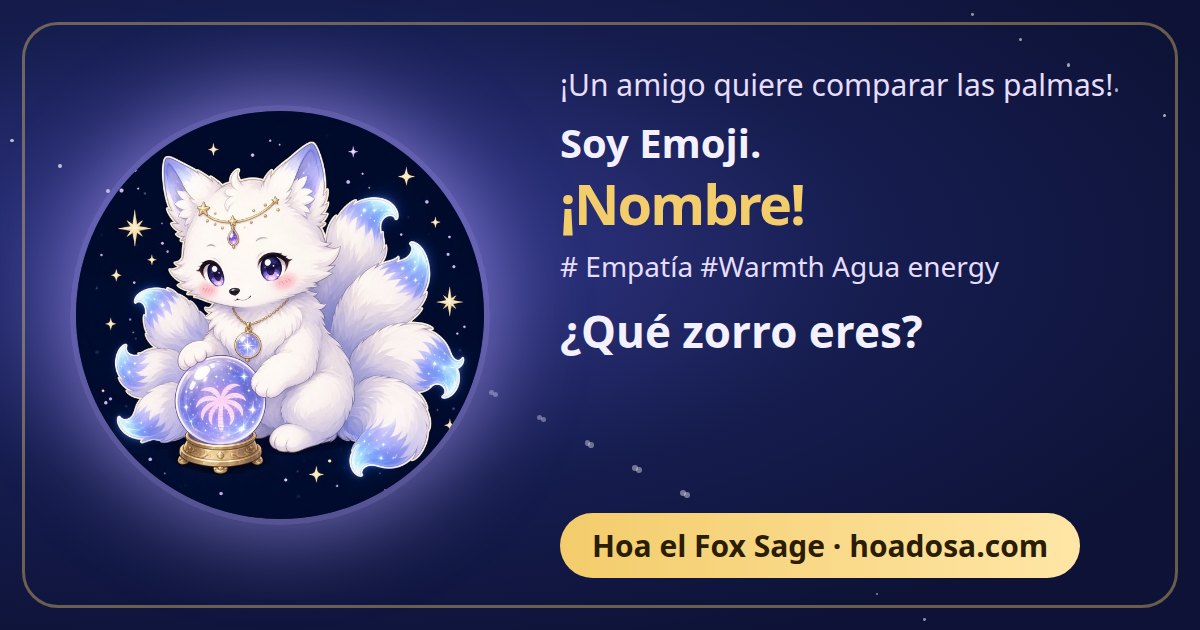 ¡Un amigo quiere comparar las palmas!
Soy Emoji.
¡Nombre!
# Empatía #Warmth Agua energy
¿Qué zorro eres?
Hoa el Fox Sage · hoadosa.com